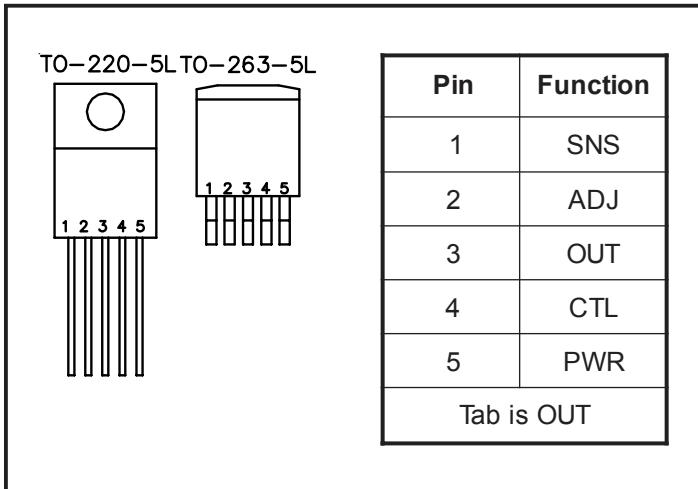 TO-220-5L TO-263-5L
1 2 3 4 5
1 2 3 4 5
Pin Function
1 SNS
2 ADJ
3 OUT
4 CTL
5 PWR
Tab is OUT